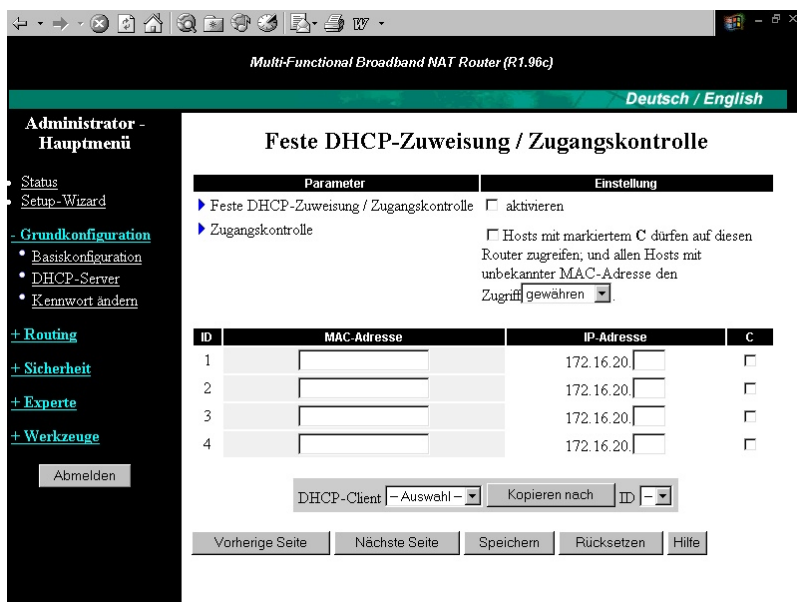 Multi-Functional Broadband NAT Router (R1.96c)
Deutsch / English
Administrator -
Hauptmenü
Status
Setup-Wizard
- Grundkonfiguration
Basiskonfiguration
DHCP-Server
Kennwort ändern
+ Routing
+ Sicherheit
+ Experte
+ Werkzeuge
Abmelden
Feste DHCP-Zuweisung / Zugangskontrolle
Parameter Einstellung
Feste DHCP-Zuweisung / Zugangskontrolle aktivieren
Zugangskontrolle
Hosts mit markiertem C dürfen auf diesen
Router zugreifen; und allen Hosts mit
unbekannter MAC-Adresse den
Zugriff gewähren .
ID MAC-Adresse IP-Adresse C
1 172.16.20.
2 172.16.20.
3 172.16.20.
4 172.16.20.
DHCP-Client -- Auswahl -- Kopieren nach ID --
Vorherige Seite Nächste Seite Speichern Rücksetzen Hilfe